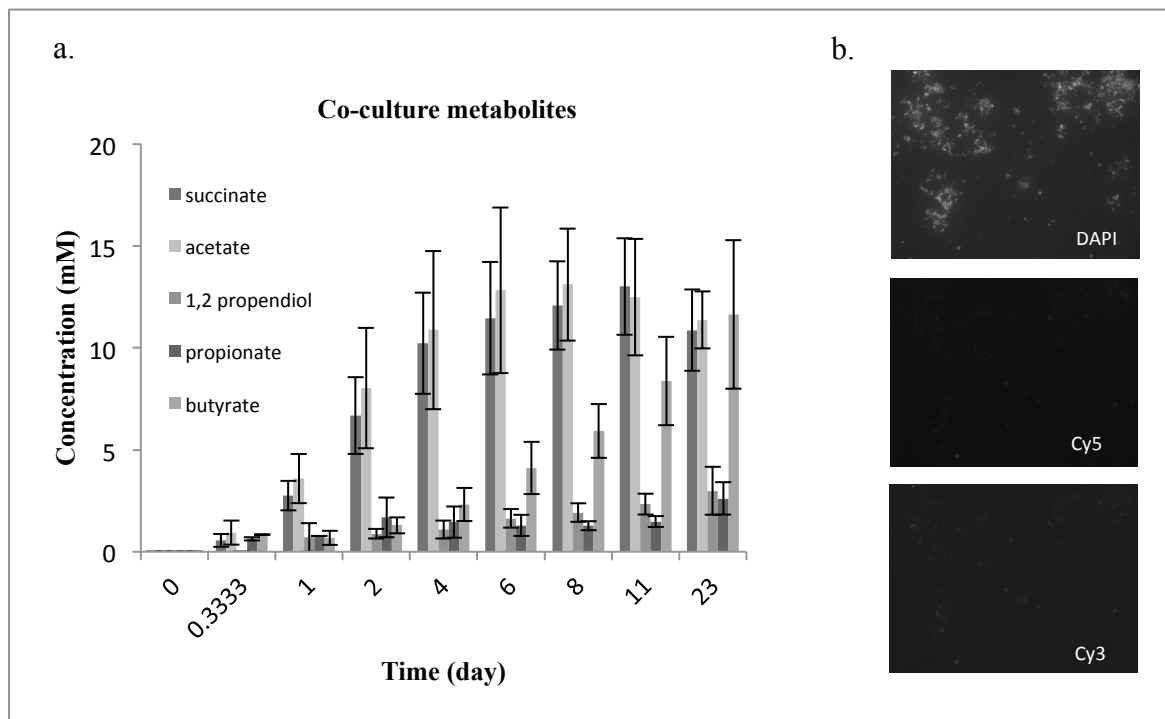 a.
Co-culture metabolites
20
15
10
5
0
Concentration (mM)
succinate
acetate
1,2 propendiol
propionate
butyrate
0
0.3333
1
2
4
6
8
11
23
Time (day)
b.
DAPI
Cy5
Cy3